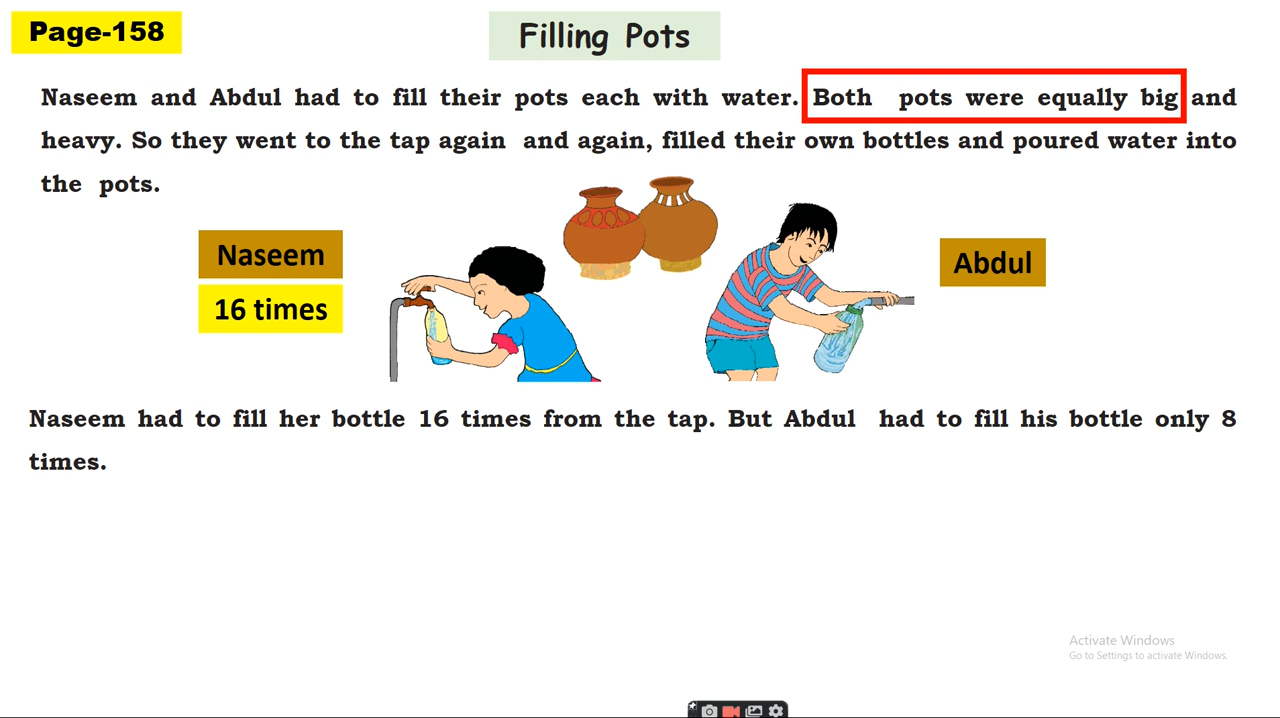 Page-158
Filling Pots
Naseem and Abdul had to fill their pots each with water. Both pots were equally big and
heavy. So they went to the tap again and again, filled their own bottles and poured water into
the pots.
Naseem
16 times
Abdul
Naseem had to fill her bottle 16 times from the tap. But Abdul had to fill his bottle only 8
times.
Activate Windows
Go to Settings to activate Windows.